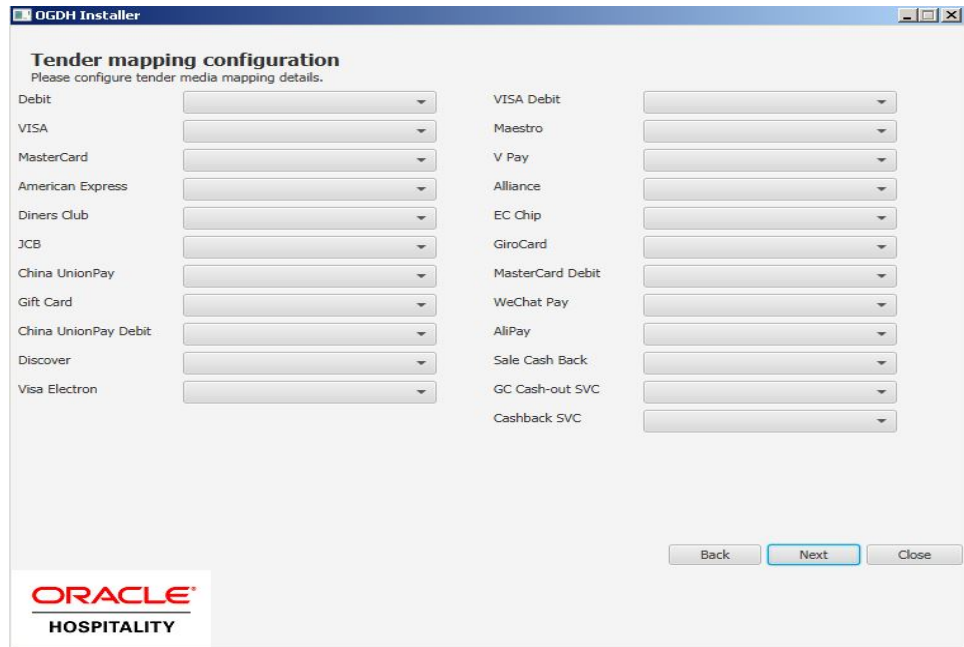 OGDH Installer
Tender mapping configuration
Please configure tender media mapping details.
Debit
VISA
MasterCard
American Express
Diners Club
JCB
China UnionPay
Gift Card
China UnionPay Debit
Discover
Visa Electron
VISA Debit
Maestro
V Pay
Alliance
EC Chip
GiroCard
MasterCard Debit
WeChat Pay
AliPay
Sale Cash Back
GC Cash-out SVC
Cashback SVC
Back Next Close
ORACLE®
HOSPITALITY